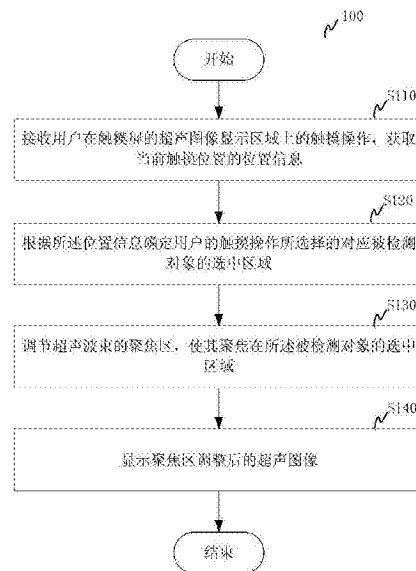 100
开始
S110
接收用户在触摸屏的超声图像显示区域上的触摸操作，获取
当前触摸位置的位置信息
S120
根据所述位置信息确定用户的触摸操作所选择的对应被检测
对象的选中区域
S130
调节超声波束的聚焦区，使其聚焦在所述被检测对象的选中
区域
S140
显示聚焦区调整后的超声图像
结束